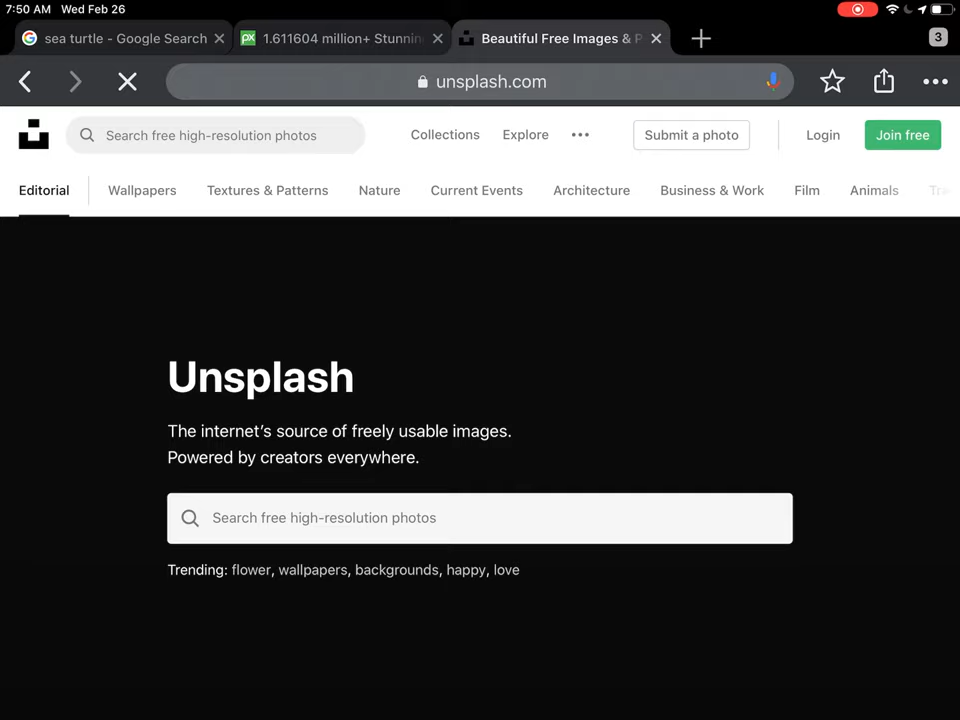 7:50 AM Wed Feb 26
sea turtle - Google Search
px 1.611604 million+ Stunnin
Beautiful Free Images & P
3
unsplash.com
Search free high-resolution photos
Collections
Explore
Submit a photo
Login
Join free
Editorial
Wallpapers
Textures & Patterns
Nature
Current Events
Architecture
Business & Work
Film
Animals
Tra
Unsplash
The internet’s source of freely usable images.
Powered by creators everywhere.
Search free high-resolution photos
Trending: flower, wallpapers, backgrounds, happy, love